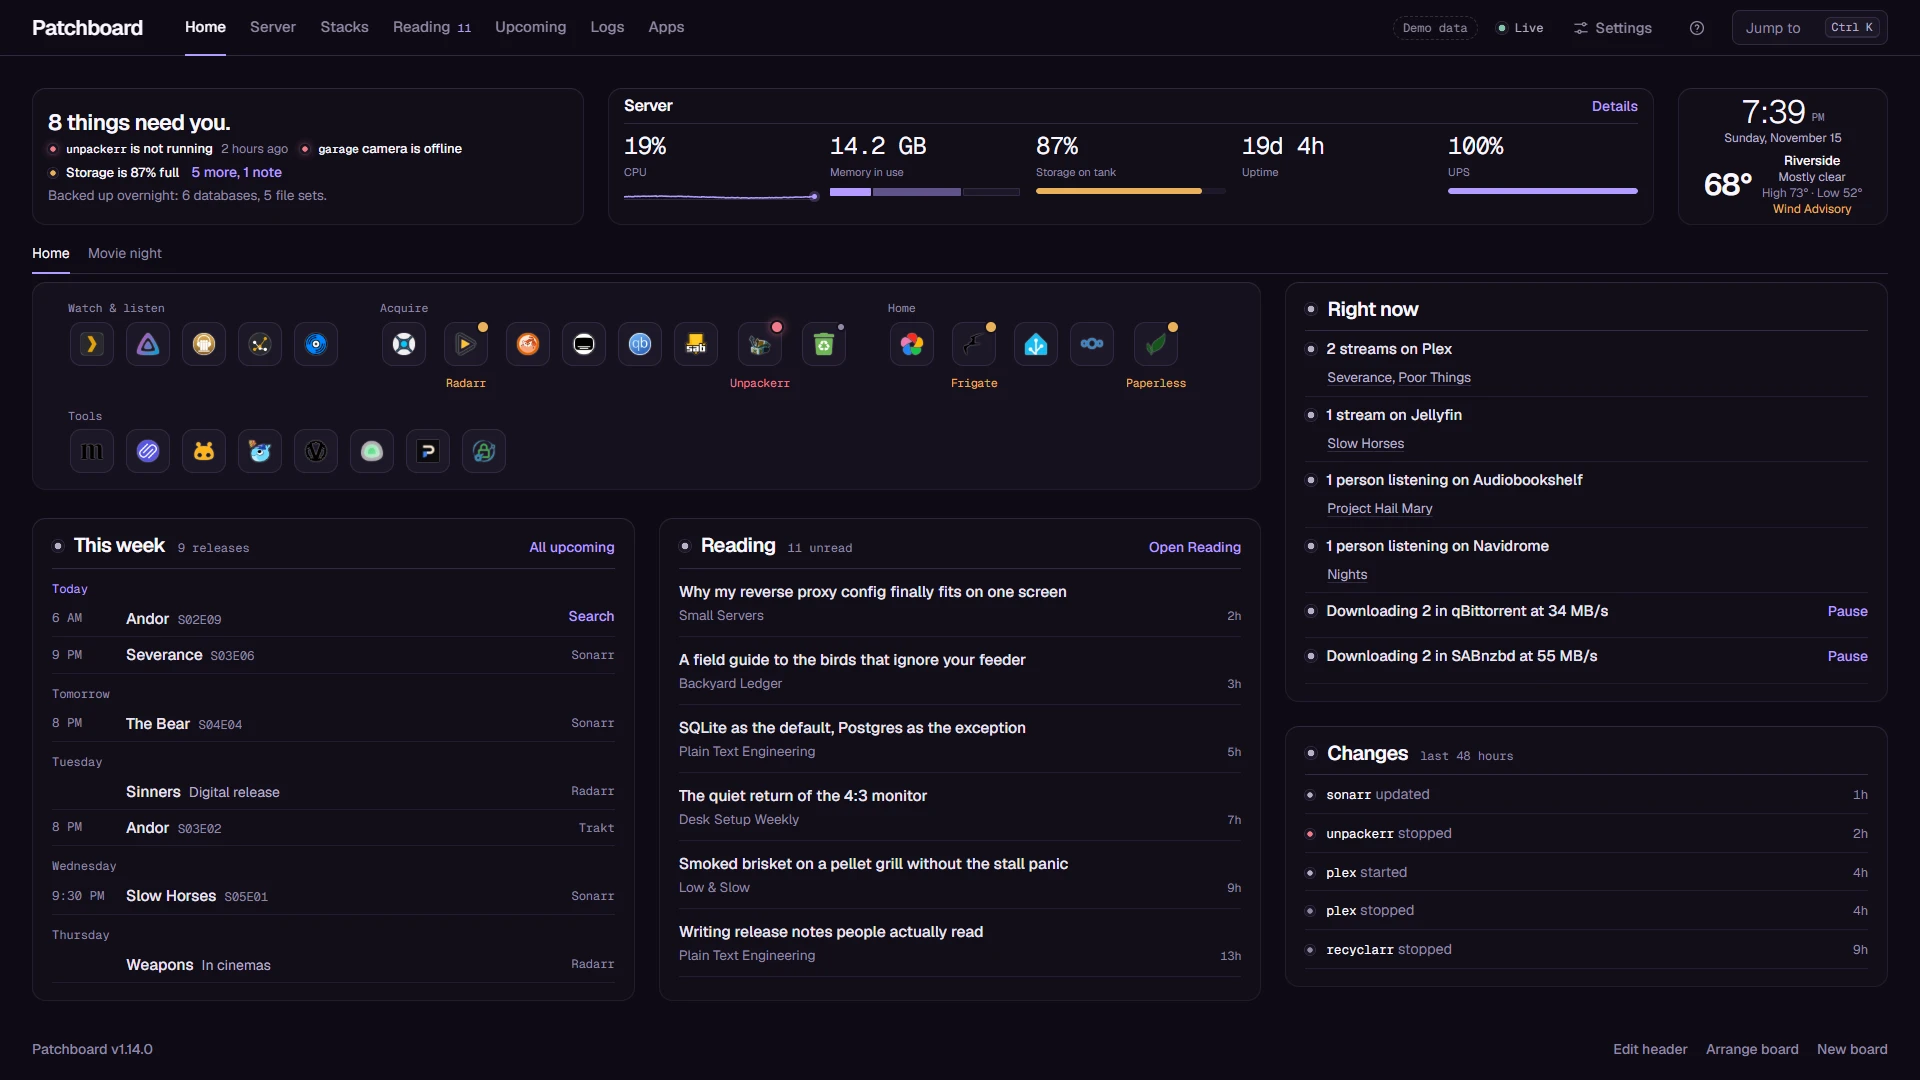 Patchboard
Home
Server
Stacks
Reading 11
Upcoming
Logs
Apps
Demo data
Live
Settings
Jump to
Ctrl K
8 things need you.
unpackerr is not running 2 hours ago
garage camera is offline
Storage is 87% full
5 more, 1 note
Backed up overnight: 6 databases, 5 file sets.
Server
Details
19%
CPU
14.2 GB
Memory in use
87%
Storage on tank
19d 4h
Uptime
100%
UPS
7:39 PM
Sunday, November 15
68°
Riverside
Mostly clear
High 73° · Low 52°
Wind Advisory
Home
Movie night
Watch & listen
Acquire
qb
sab
Radarr
Unpackerr
Home
Frigate
Paperless
Tools
m
This week 9 releases
All upcoming
Today
6 AM Andor S02E09 Search
9 PM Severance S03E06 Sonarr
Tomorrow
8 PM The Bear S04E04 Sonarr
Tuesday
Sinners Digital release Radarr
8 PM Andor S03E02 Trakt
Wednesday
9:30 PM Slow Horses S05E01 Sonarr
Thursday
Weapons In cinemas Radarr
Reading 11 unread
Open Reading
Why my reverse proxy config finally fits on one screen
Small Servers 2h
A field guide to the birds that ignore your feeder
Backyard Ledger 3h
SQLite as the default, Postgres as the exception
Plain Text Engineering 5h
The quiet return of the 4:3 monitor
Desk Setup Weekly 7h
Smoked brisket on a pellet grill without the stall panic
Low & Slow 9h
Writing release notes people actually read
Plain Text Engineering 13h
Right now
2 streams on Plex
Severance, Poor Things
1 stream on Jellyfin
Slow Horses
1 person listening on Audiobookshelf
Project Hail Mary
1 person listening on Navidrome
Nights
Downloading 2 in qBittorrent at 34 MB/s Pause
Downloading 2 in SABnzbd at 55 MB/s Pause
Changes last 48 hours
sonarr updated 1h
unpackerr stopped 2h
plex started 4h
plex stopped 4h
recyclarr stopped 9h
Patchboard v1.14.0
Edit header
Arrange board
New board